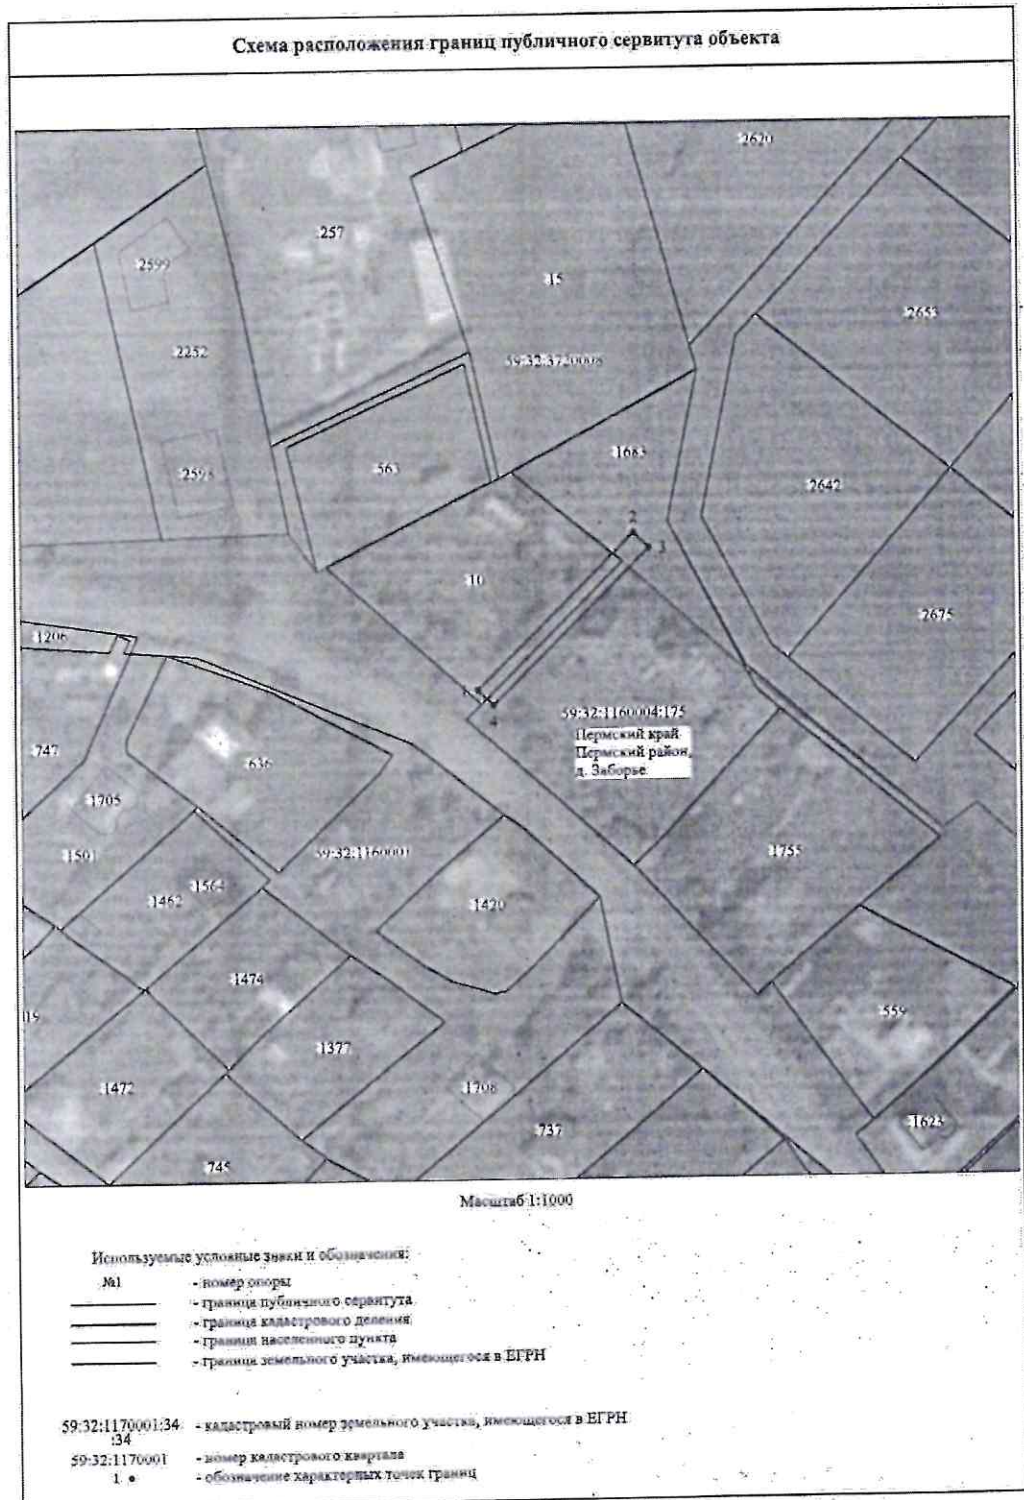 Схема расположения границ публичного сервитута объекта
:2620
:257
:2599
:15
:2653
:2252
59:32:3720008
:1683
:563
:2598
:2642
2
3
:10
:2675
:1206
4
59:32:1160004:175
Пермский край
Пермский район,
д. Заборье
:747
:636
:1705
:1501
59:32:1160001
:1755
:1564
:1462
:1420
:1474
:559
:1377
:1472
:1708
:737
:1623
:745
Масштаб 1:1000
Используемые условные знаки и обозначения:
№1 - номер опоры
- граница публичного сервитута
- граница кадастрового деления
- граница населенного пункта
- граница земельного участка, имеющегося в ЕГРН
59:32:1170001:34 - кадастровый номер земельного участка, имеющегося в ЕГРН
:34
59:32:1170001 - номер кадастрового квартала
1 • - обозначение характерных точек границ